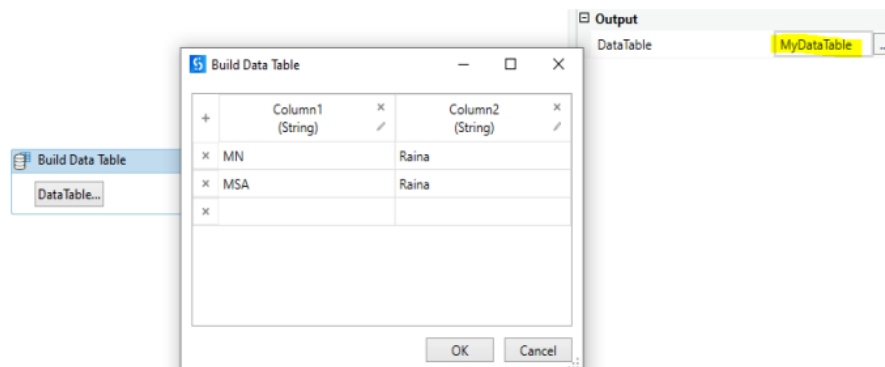 Output
DataTable MyDataTable ...
Build Data Table
Column1 Column2
(String) (String)
MN Raina
MSA Raina
Build Data Table
DataTable...
OK Cancel